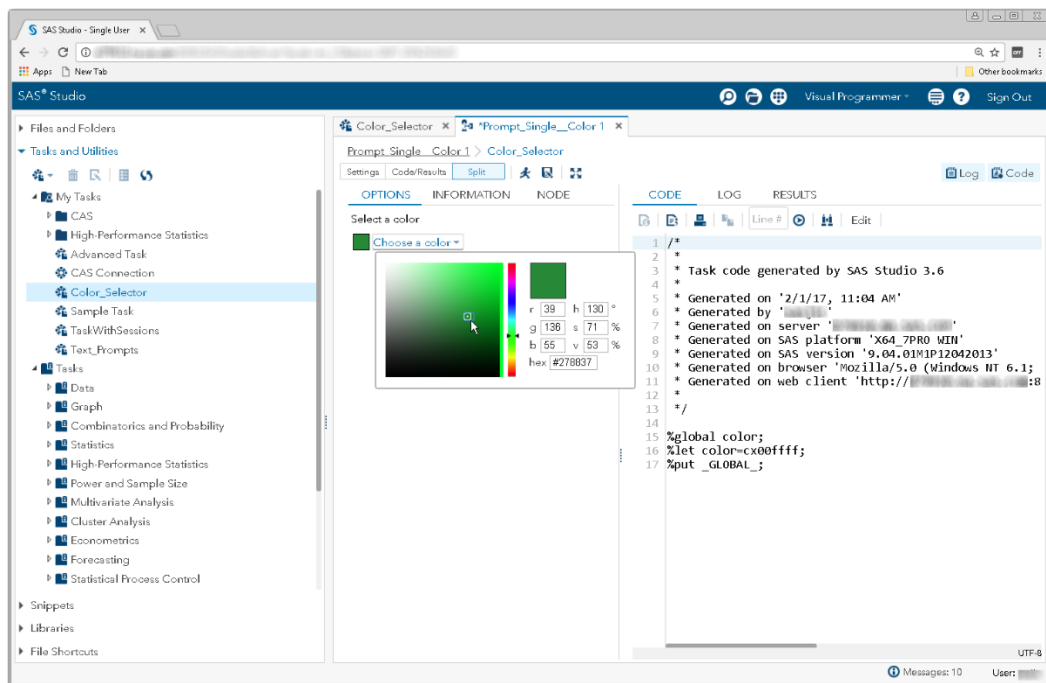 SAS Studio - Single User
Apps New Tab Other bookmarks
SAS® Studio Visual Programmer Sign Out
Files and Folders
Tasks and Utilities
My Tasks
CAS
High-Performance Statistics
Advanced Task
CAS Connection
Color_Selector
Sample Task
TaskWithSessions
Text_Prompts
Tasks
Data
Graph
Combinatorics and Probability
Statistics
High-Performance Statistics
Power and Sample Size
Multivariate Analysis
Cluster Analysis
Econometrics
Forecasting
Statistical Process Control
Snippets
Libraries
File Shortcuts
Color_Selector *Prompt_Single__Color 1
Prompt_Single__Color 1 > Color_Selector
Settings Code/Results Split Log Code
OPTIONS INFORMATION NODE
Select a color
Choose a color
r 39 h 130 °
g 136 s 71 %
b 55 v 53 %
hex #278837
CODE LOG RESULTS
Line # Edit
1 /*
2 *
3 * Task code generated by SAS Studio 3.6
4 *
5 * Generated on '2/1/17, 11:04 AM'
6 * Generated by '
7 * Generated on server '
8 * Generated on SAS platform 'X64_7PRO WIN'
9 * Generated on SAS version '9.04.01M1P12042013'
10 * Generated on browser 'Mozilla/5.0 (Windows NT 6.1;
11 * Generated on web client 'http:// :8
12 *
13 */
14
15 %global color;
16 %let color=cx00ffff;
17 %put _GLOBAL_;
UTF-8
Messages: 10 User: